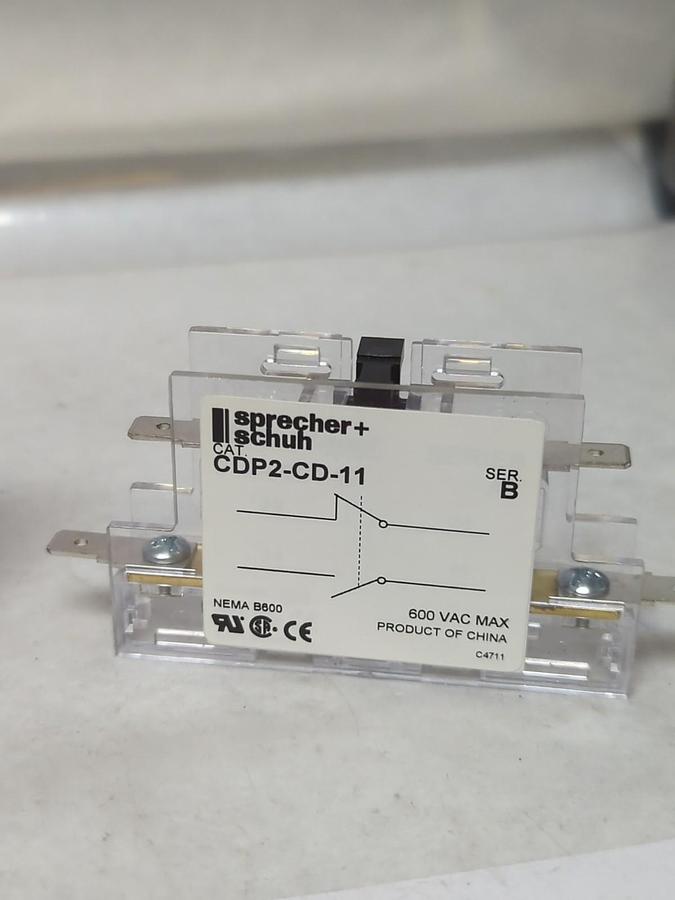 sprecher+
schuh
CAT.
CDP2-CD-11
SER.
B
NEMA B600
600 VAC MAX
PRODUCT OF CHINA
C4711